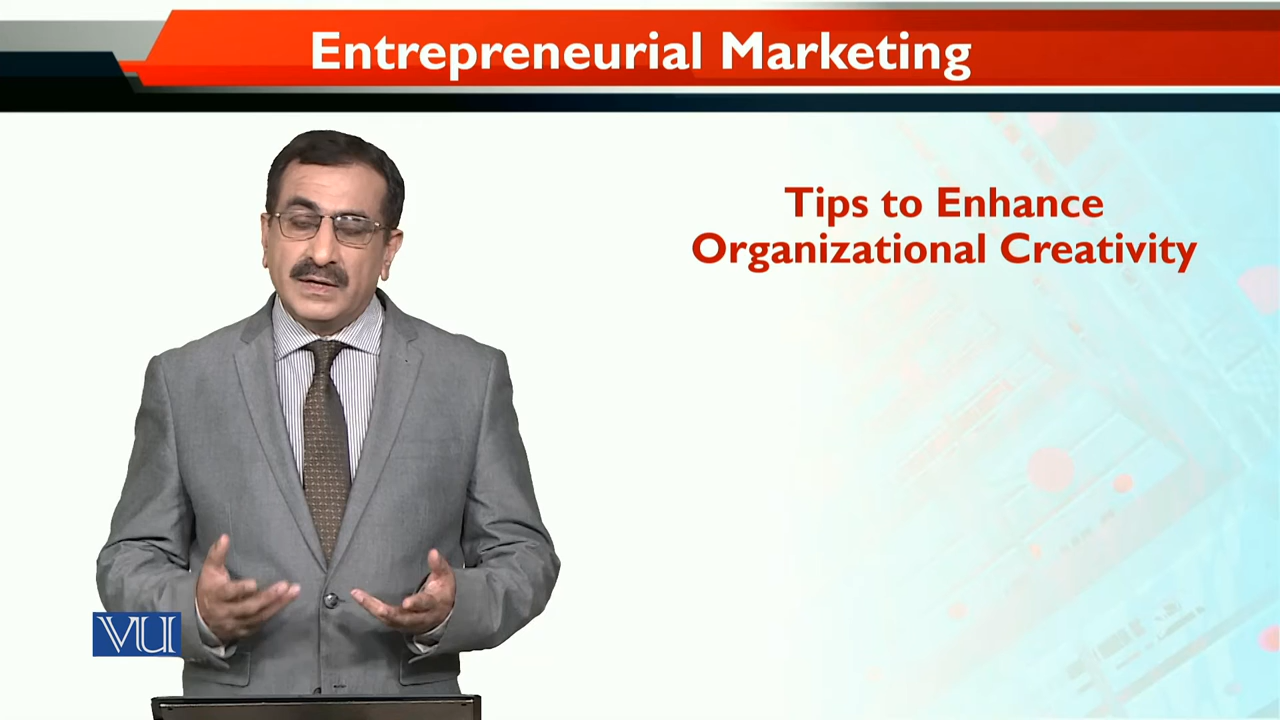 Entrepreneurial Marketing
Tips to Enhance
Organizational Creativity
VU